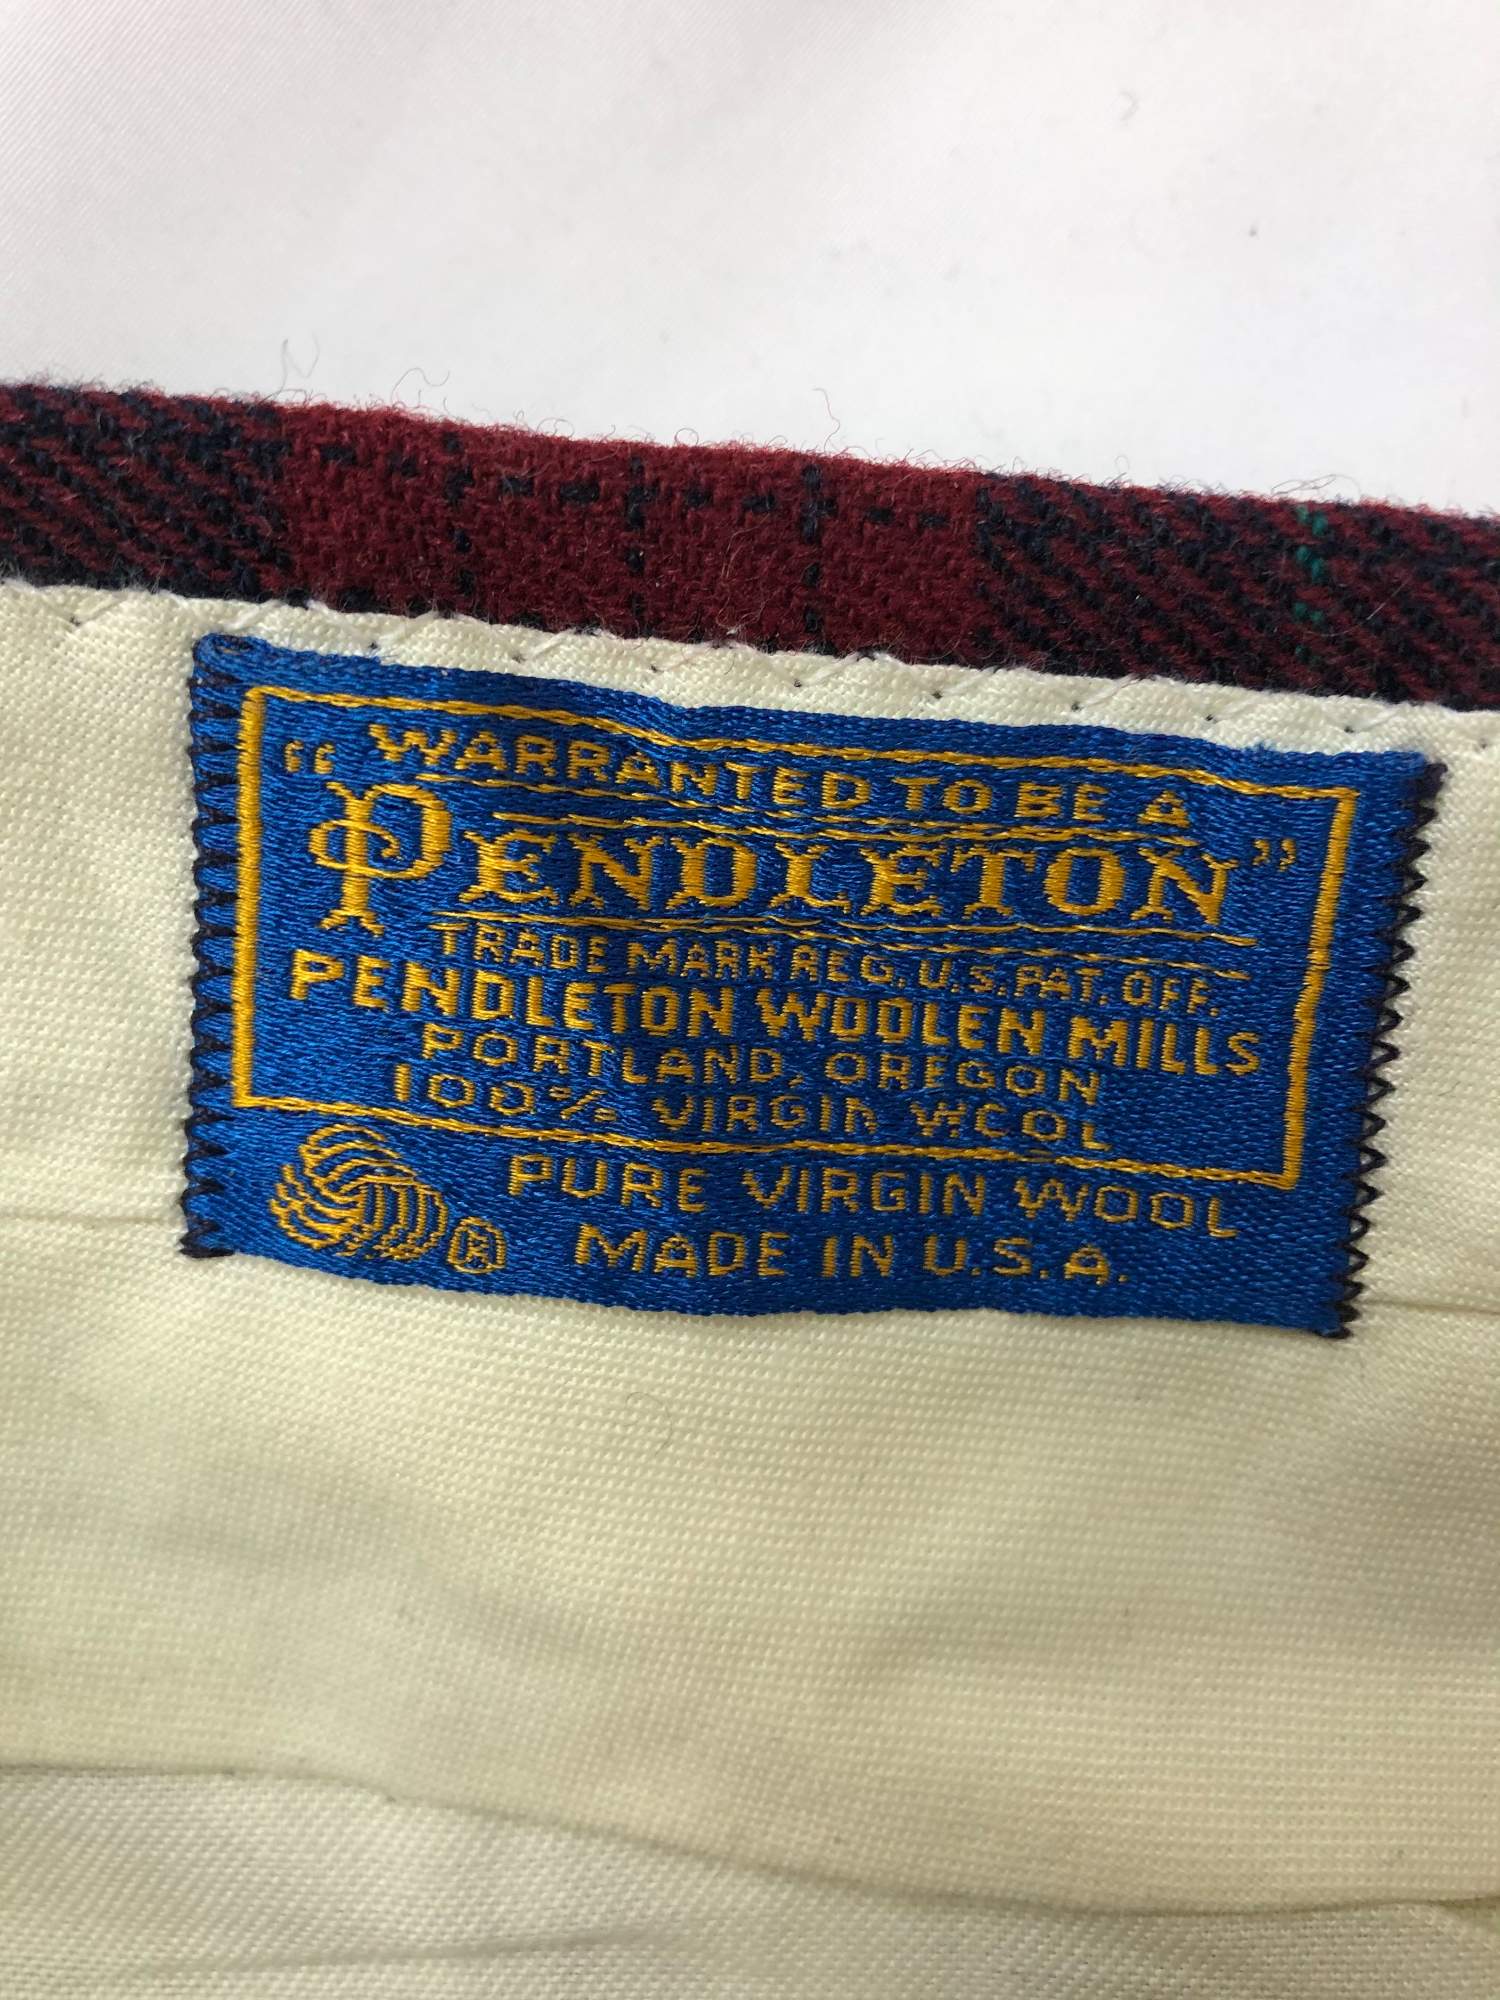 "WARRANTED TO BE A
PENDLETON"
TRADE MARK REG. U.S. PAT. OFF.
PENDLETON WOOLEN MILLS
PORTLAND, OREGON
100% VIRGIN WOOL
PURE VIRGIN WOOL
® MADE IN U.S.A.